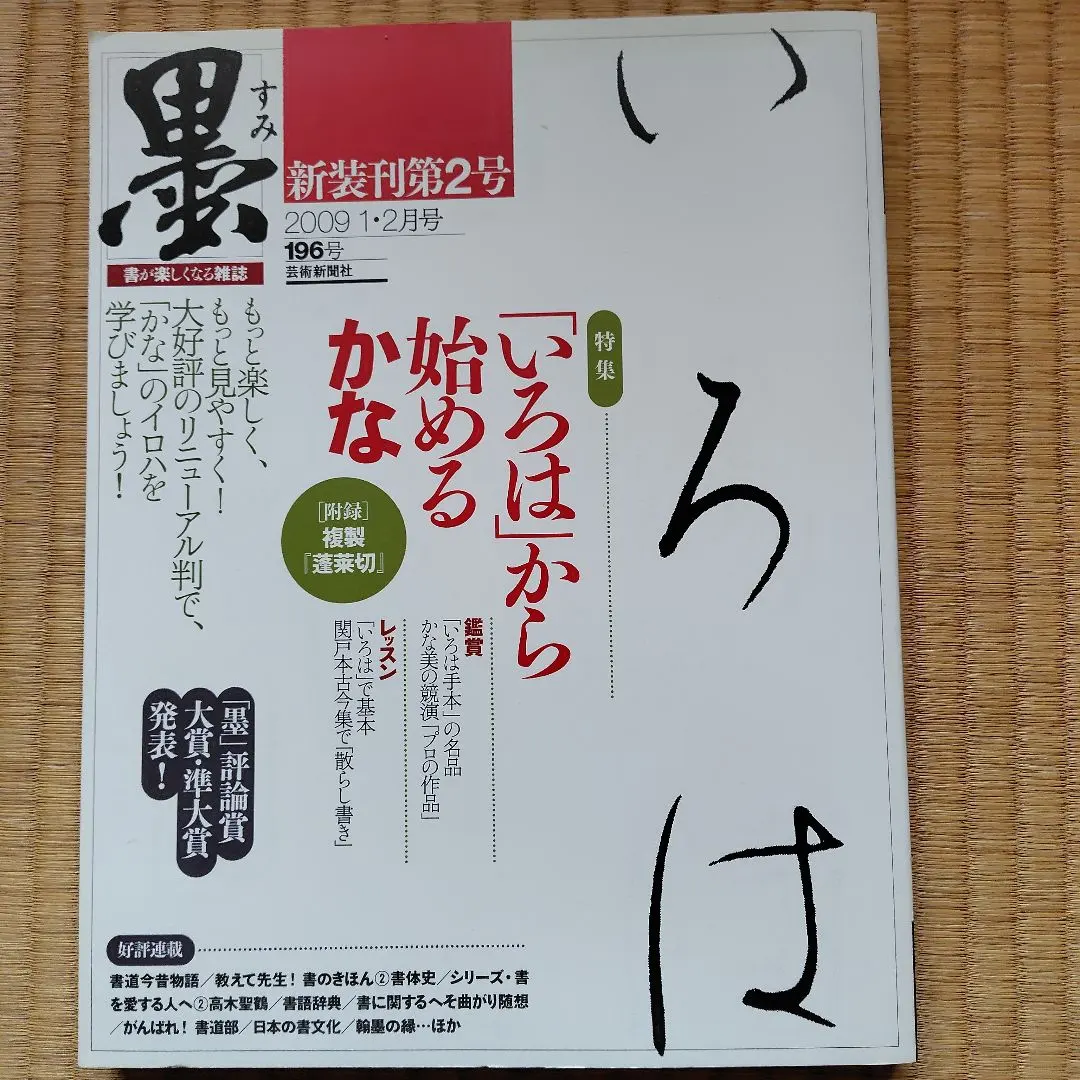 墨
すみ
新装刊第2号
2009 1・2月号
196号
芸術新聞社
書が楽しくなる雑誌
いろは
特集
「いろは」から
始める
かな
[附録]
複製
『蓬莱切』
鑑賞
「いろは手本」の名品
かな美の競演「プロの作品」
レッスン
「いろは」で基本
関戸本古今集で「散らし書き」
もっと楽しく、
もっと見やすく!
大好評のリニューアル判で、
「かな」のイロハを
学びましょう!
「墨」評論賞
大賞・準大賞
発表!
好評連載
書道今昔物語/教えて先生! 書のきほん②書体史/シリーズ・書
を愛する人へ②高木聖鶴/書語辞典/書に関するへそ曲がり随想
/がんばれ! 書道部/日本の書文化/翰墨の縁…ほか